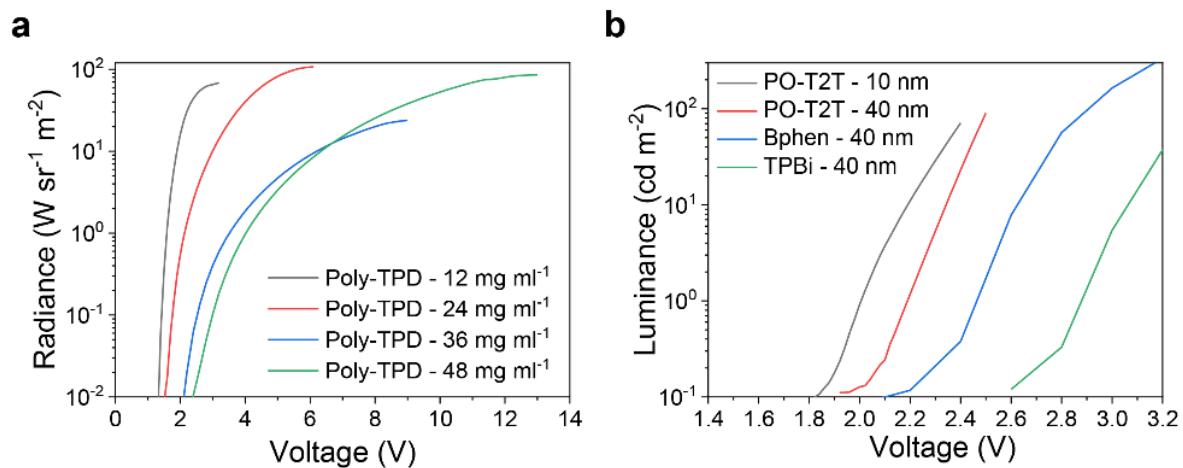 a
Radiance (W sr⁻¹ m⁻²)
10²
10¹
10⁰
10⁻¹
10⁻²
Poly-TPD - 12 mg ml⁻¹
Poly-TPD - 24 mg ml⁻¹
Poly-TPD - 36 mg ml⁻¹
Poly-TPD - 48 mg ml⁻¹
0 2 4 6 8 10 12 14
Voltage (V)
b
Luminance (cd m⁻²)
10²
10¹
10⁰
10⁻¹
PO-T2T - 10 nm
PO-T2T - 40 nm
Bphen - 40 nm
TPBi - 40 nm
1.4 1.6 1.8 2.0 2.2 2.4 2.6 2.8 3.0 3.2
Voltage (V)